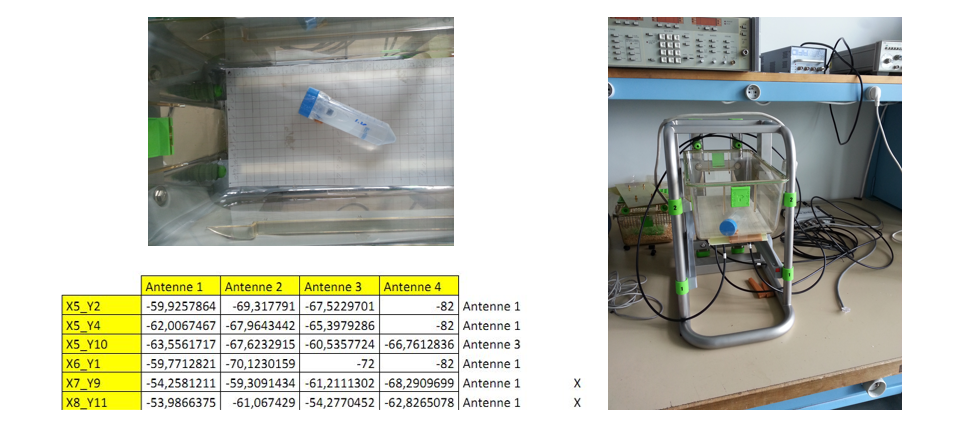 Antenne 1 Antenne 2 Antenne 3 Antenne 4
X5_Y2 -59,9257864 -69,317791 -67,5229701 -82 Antenne 1
X5_Y4 -62,0067467 -67,9643442 -65,3979286 -82 Antenne 1
X5_Y10 -63,5561717 -67,6232915 -60,5357724 -66,7612836 Antenne 3
X6_Y1 -59,7712821 -70,1230159 -72 -82 Antenne 1
X7_Y9 -54,2581211 -59,3091434 -61,2111302 -68,2909699 Antenne 1 X
X8_Y11 -53,9866375 -61,067429 -54,2770452 -62,8265078 Antenne 1 X